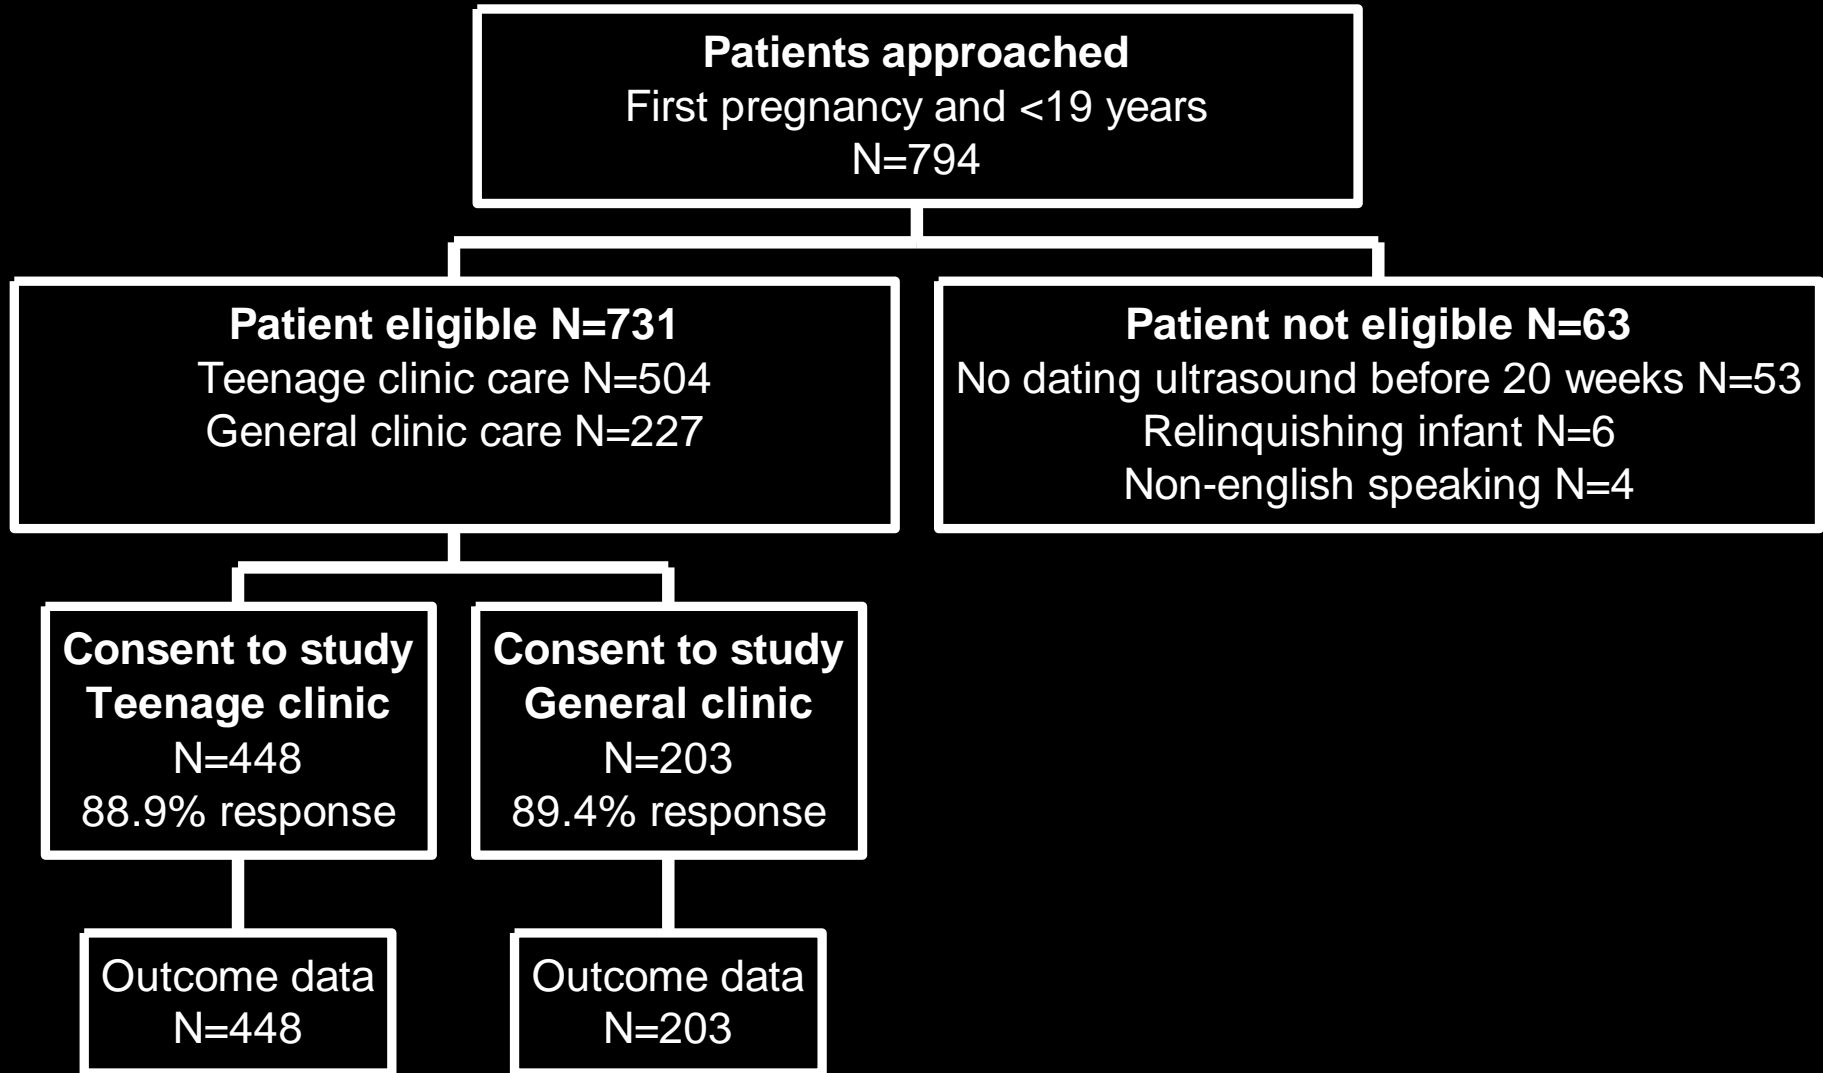 Patients approached
First pregnancy and <19 years
N=794
Patient eligible N=731
Teenage clinic care N=504
General clinic care N=227
Patient not eligible N=63
No dating ultrasound before 20 weeks N=53
Relinquishing infant N=6
Non-english speaking N=4
Consent to study
Teenage clinic
N=448
88.9% response
Consent to study
General clinic
N=203
89.4% response
Outcome data
N=448
Outcome data
N=203